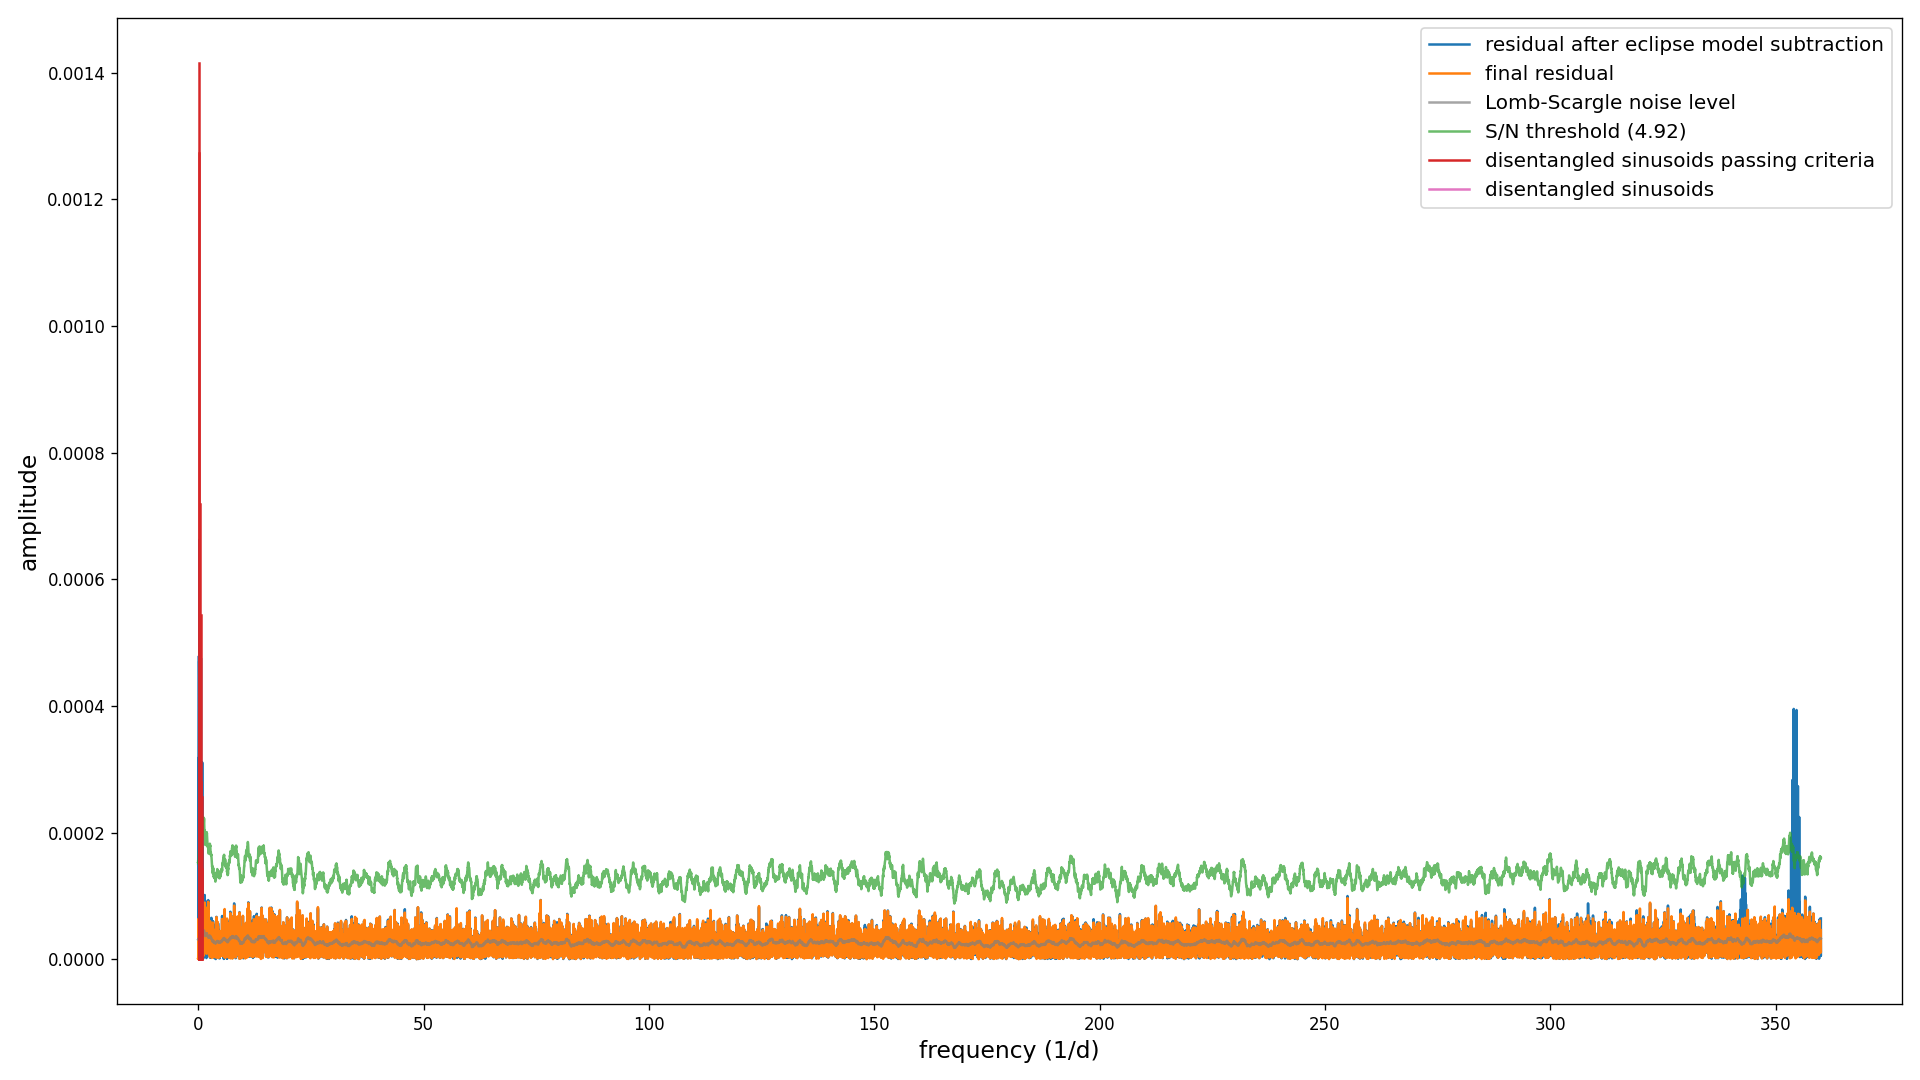 residual after eclipse model subtraction
final residual
Lomb-Scargle noise level
S/N threshold (4.92)
disentangled sinusoids passing criteria
disentangled sinusoids
0.0014
0.0012
0.0010
0.0008
0.0006
0.0004
0.0002
0.0000
amplitude
0 50 100 150 200 250 300 350
frequency (1/d)